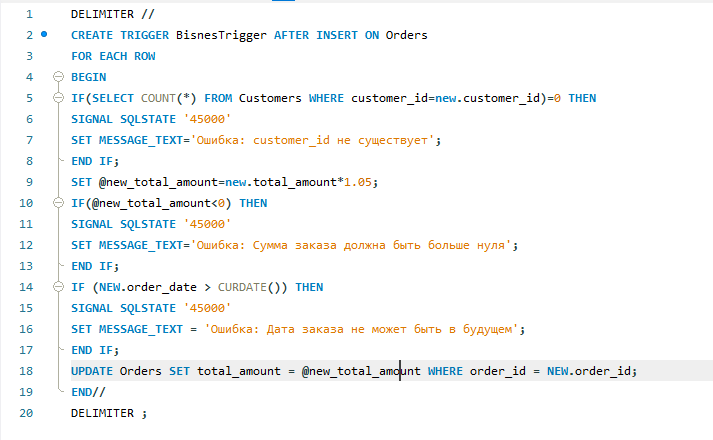 1 DELIMITER //
2 CREATE TRIGGER BisnesTrigger AFTER INSERT ON Orders
3 FOR EACH ROW
4 BEGIN
5 IF(SELECT COUNT(*) FROM Customers WHERE customer_id=new.customer_id)=0 THEN
6 SIGNAL SQLSTATE '45000'
7 SET MESSAGE_TEXT='Ошибка: customer_id не существует';
8 END IF;
9 SET @new_total_amount=new.total_amount*1.05;
10 IF(@new_total_amount<0) THEN
11 SIGNAL SQLSTATE '45000'
12 SET MESSAGE_TEXT='Ошибка: Сумма заказа должна быть больше нуля';
13 END IF;
14 IF (NEW.order_date > CURDATE()) THEN
15 SIGNAL SQLSTATE '45000'
16 SET MESSAGE_TEXT = 'Ошибка: Дата заказа не может быть в будущем';
17 END IF;
18 UPDATE Orders SET total_amount = @new_total_amount WHERE order_id = NEW.order_id;
19 END//
20 DELIMITER ;